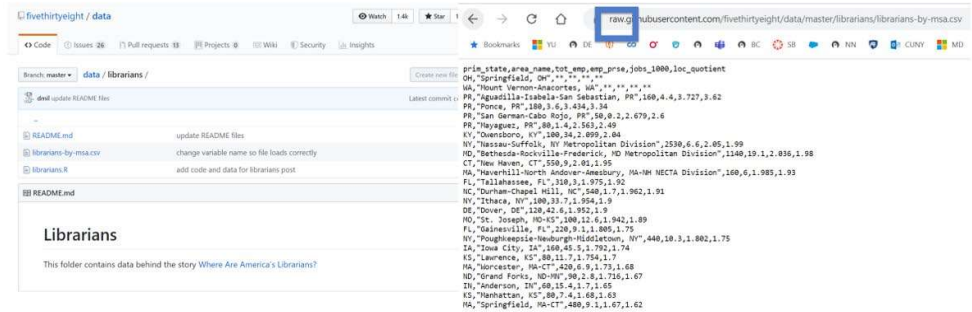 fivethirtyeight / data
Watch 1.4k Star
Code Issues 26 Pull requests 13 Projects 0 Wiki Security Insights
Branch: master data / librarians / Create new file
dmil update README files Latest commit
..
README.md update README files
librarians-by-msa.csv change variable name so file loads correctly
librarians.R add code and data for librarians post
README.md
Librarians
This folder contains data behind the story Where Are America's Librarians?
raw.githubusercontent.com/fivethirtyeight/data/master/librarians/librarians-by-msa.csv
Bookmarks YU DE BC SB NN CUNY MD
prim_state,area_name,tot_emp,emp_prse,jobs_1000,loc_quotient
OH,"Springfield, OH",**,**,**,**
WA,"Mount Vernon-Anacortes, WA",**,**,**,**
PR,"Aguadilla-Isabela-San Sebastian, PR",160,4.4,3.727,3.62
PR,"Ponce, PR",180,3.6,3.434,3.34
PR,"San German-Cabo Rojo, PR",50,0.2,2.679,2.6
PR,"Mayaguez, PR",80,1.4,2.563,2.49
KY,"Owensboro, KY",100,34,2.099,2.04
NY,"Nassau-Suffolk, NY Metropolitan Division",2530,6.6,2.05,1.99
MD,"Bethesda-Rockville-Frederick, MD Metropolitan Division",1140,19.1,2.036,1.98
CT,"New Haven, CT",550,9,2.01,1.95
MA,"Haverhill-North Andover-Amesbury, MA-NH NECTA Division",160,6,1.985,1.93
FL,"Tallahassee, FL",310,3,1.975,1.92
NC,"Durham-Chapel Hill, NC",540,1.7,1.962,1.91
NY,"Ithaca, NY",100,33.7,1.954,1.9
DE,"Dover, DE",120,42.6,1.952,1.9
MO,"St. Joseph, MO-KS",100,12.6,1.942,1.89
FL,"Gainesville, FL",220,9.1,1.805,1.75
NY,"Poughkeepsie-Newburgh-Middletown, NY",440,10.3,1.802,1.75
IA,"Iowa City, IA",160,45.5,1.792,1.74
KS,"Lawrence, KS",80,11.7,1.754,1.7
MA,"Worcester, MA-CT",420,6.9,1.73,1.68
ND,"Grand Forks, ND-MN",90,2.8,1.716,1.67
IN,"Anderson, IN",60,15.4,1.7,1.65
KS,"Manhattan, KS",80,7.4,1.68,1.63
MA,"Springfield, MA-CT",480,9.1,1.67,1.62